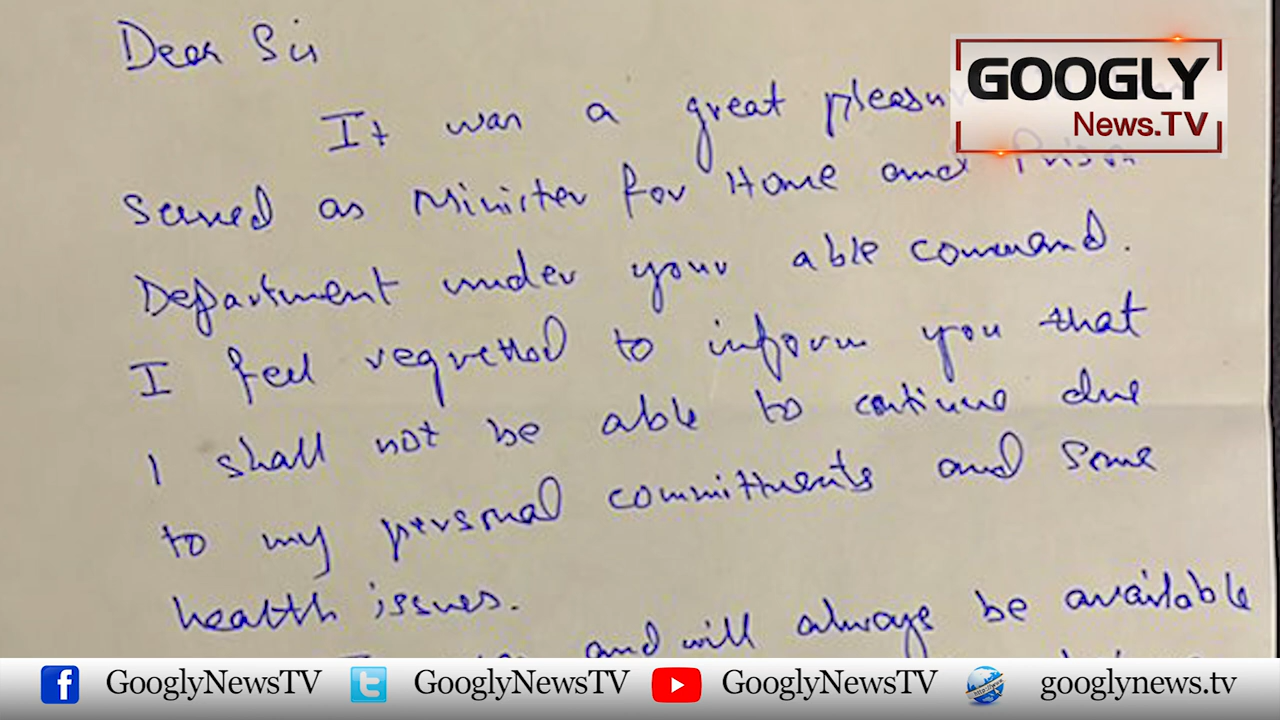 Dear Sir
It was a great
served as Minister for Home and Prison
Department under your able command.
I feel regretted to inform you that
I shall not be able to continue due
to my personal committments and some
health issues.
and will always be available
GOOGLY
News.TV
GooglyNewsTV GooglyNewsTV GooglyNewsTV googlynews.tv